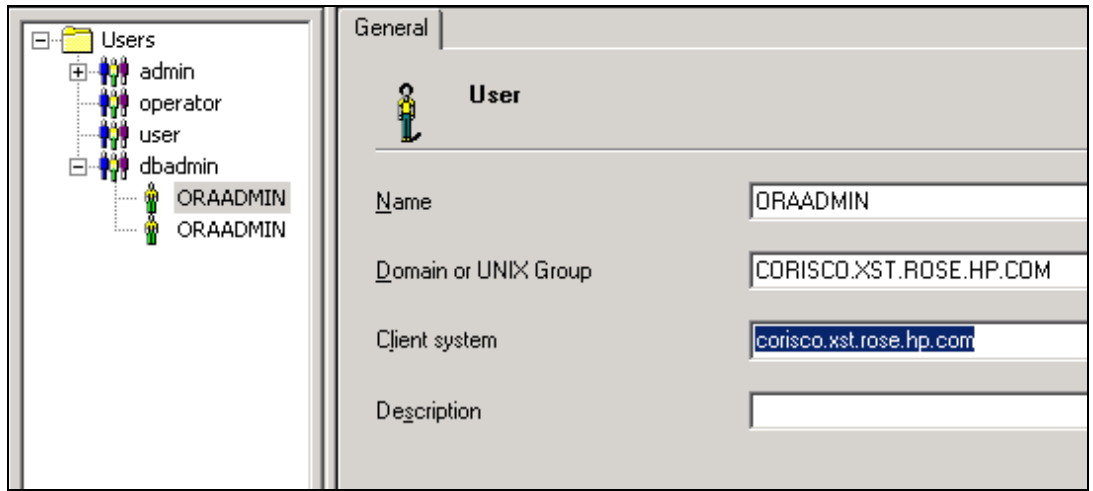 Users
admin
operator
user
dbadmin
ORAADMIN
ORAADMIN
General
User
Name
ORAADMIN
Domain or UNIX Group
CORISCO.XST.ROSE.HP.COM
Client system
corisco.xst.rose.hp.com
Description